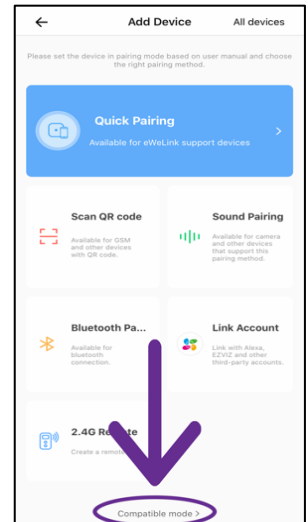 Add Device
All devices
Please set the device in pairing mode based on user manual and choose
the right pairing method.
Quick Pairing
Available for eWeLink support devices
Scan QR code
Available for GSM
and other devices
with QR code.
Sound Pairing
Available for camera
and other devices
that support this
pairing method.
Bluetooth Pa...
Available for
bluetooth
connection.
Link Account
Link with Alexa,
EZVIZ and other
third-party accounts.
2.4G
Create a remote
Compatible mode >